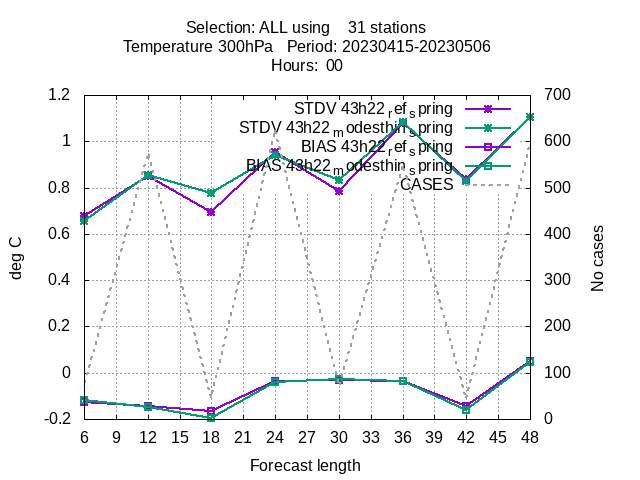 Selection: ALL using 31 stations
Temperature 300hPa Period: 20230415-20230506
Hours: 00
STDV 43h22_ref_spring
STDV 43h22_modesthin_spring
BIAS 43h22_ref_spring
BIAS 43h22_modesthin_spring
CASES
1.2
1
0.8
0.6
0.4
0.2
0
-0.2
deg C
700
600
500
400
300
200
100
0
No cases
6 9 12 15 18 21 24 27 30 33 36 39 42 45 48
Forecast length